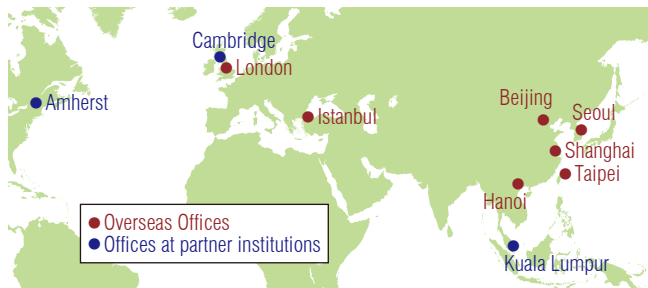 Cambridge
London
Amherst
Istanbul
Beijing
Seoul
Shanghai
Taipei
Hanoi
Overseas Offices
Offices at partner institutions
Kuala Lumpur